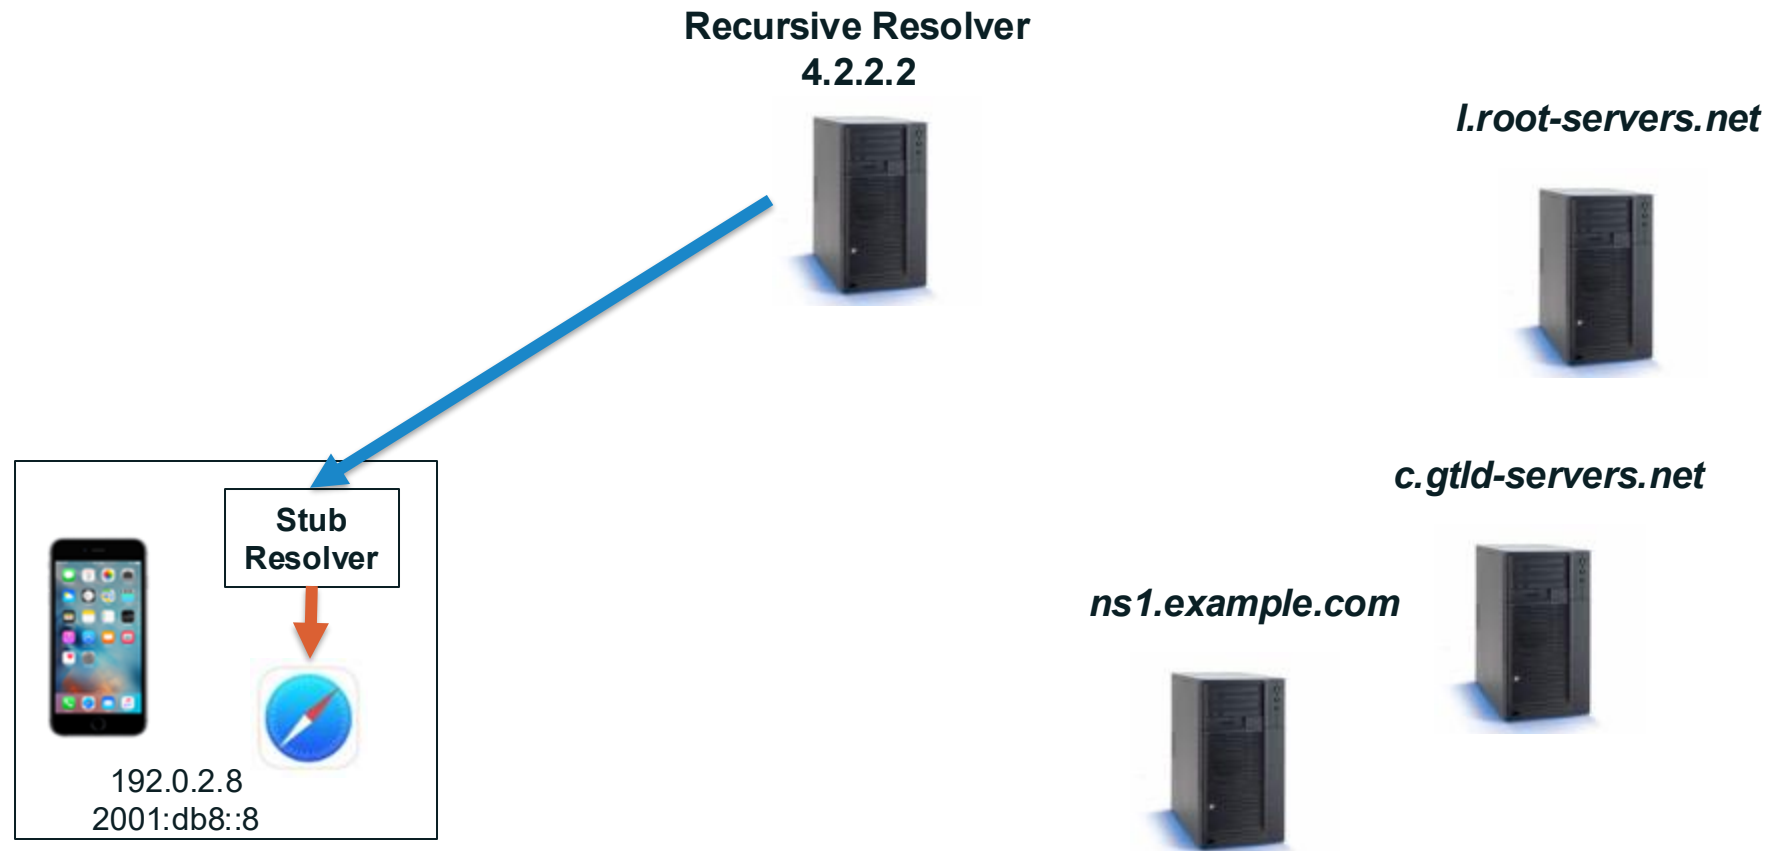 Recursive Resolver
4.2.2.2
l.root-servers.net
c.gtld-servers.net
Stub
Resolver
ns1.example.com
192.0.2.8
2001:db8::8